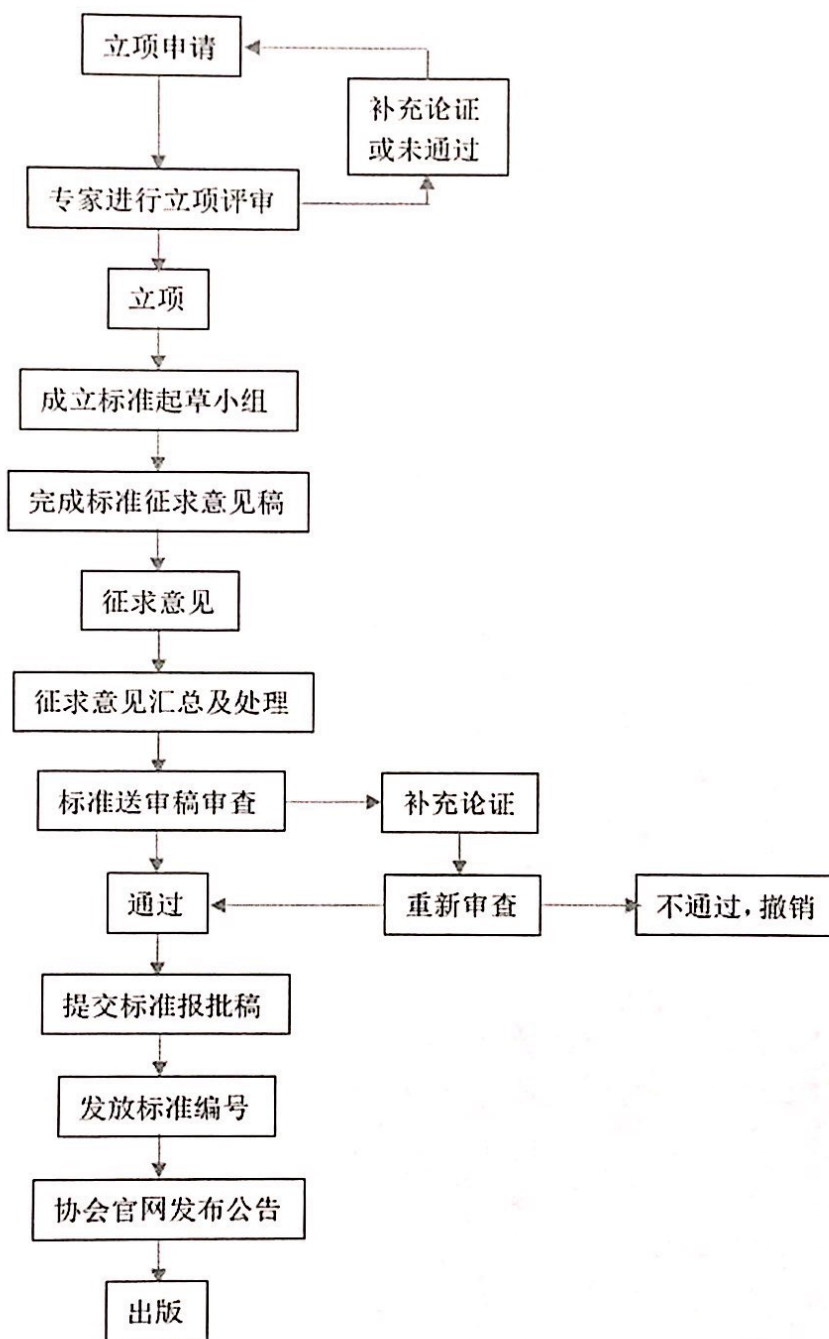 立项申请
补充论证
或未通过
专家进行立项评审
立项
成立标准起草小组
完成标准征求意见稿
征求意见
征求意见汇总及处理
标准送审稿审查
补充论证
通过
重新审查
不通过，撤销
提交标准报批稿
发放标准编号
协会官网发布公告
出版